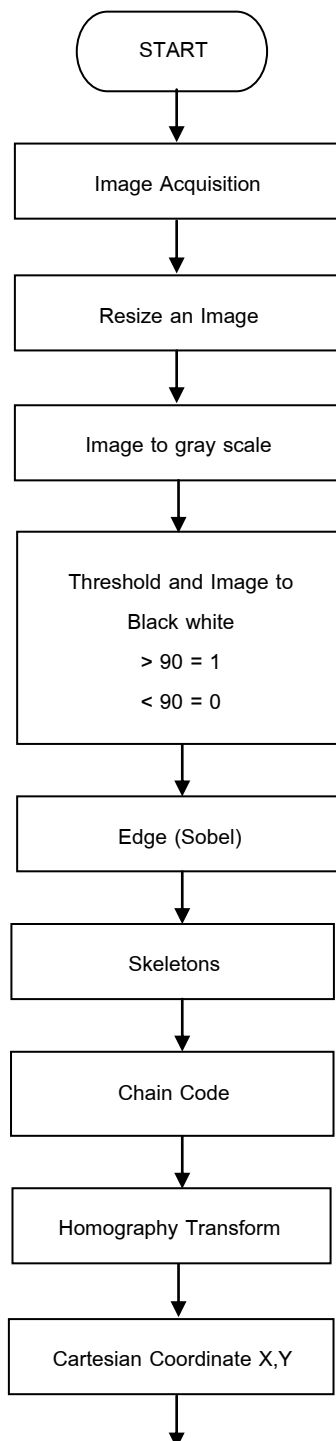 START
Image Acquisition
Resize an Image
Image to gray scale
Threshold and Image to
Black white
> 90 = 1
< 90 = 0
Edge (Sobel)
Skeletons
Chain Code
Homography Transform
Cartesian Coordinate X,Y